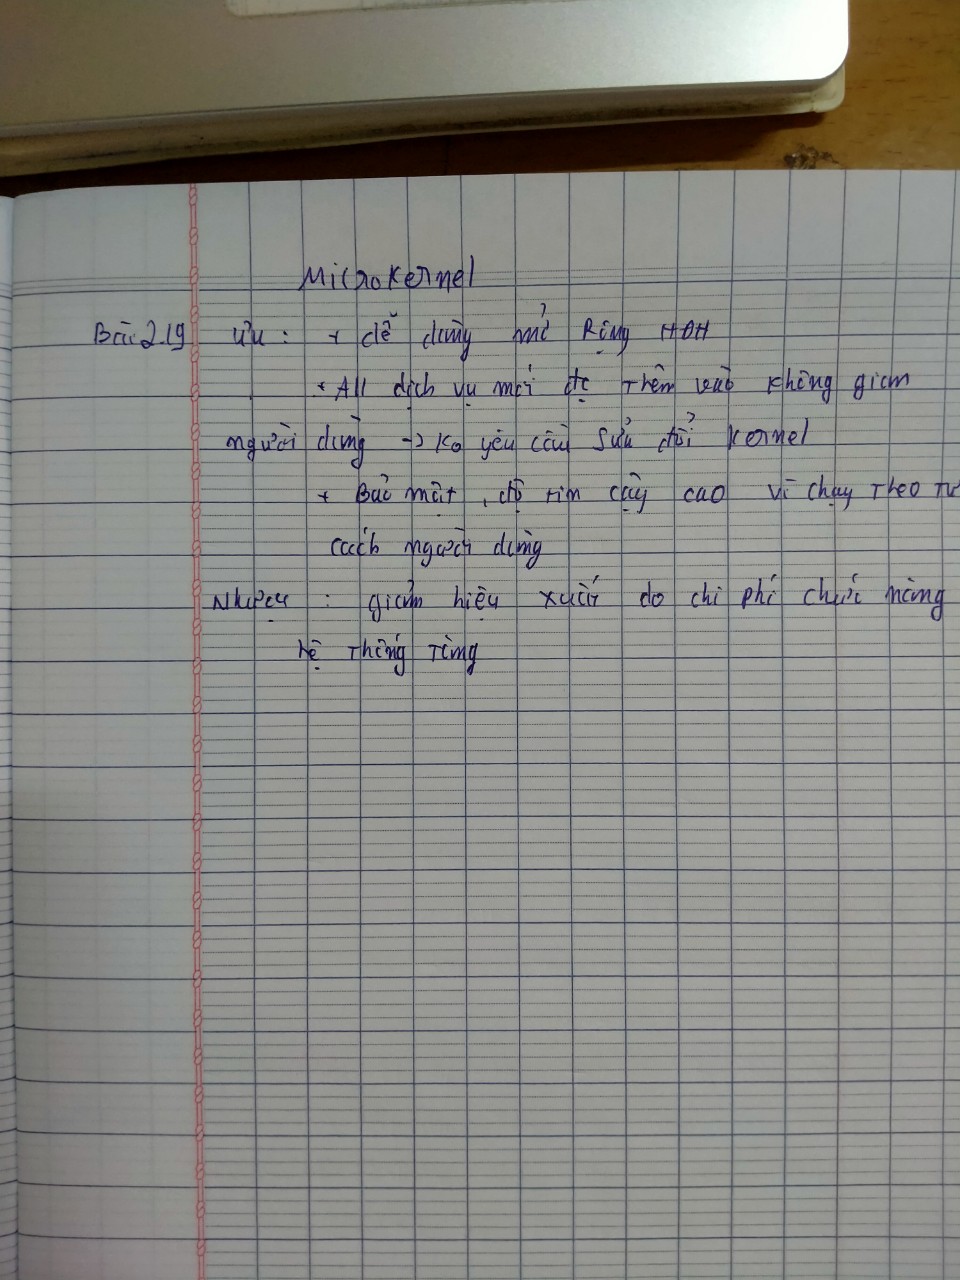 Microkernel
Bài 2.19 Ưu : + dễ dàng mở Rộng HĐH
+ All dịch vụ mới đc thêm vào không gian
người dùng -> Ko yêu cầu sửa đổi kernel
+ Bảo mật, độ tin cậy cao vì chạy theo tư
cách người dùng
Nhược : giảm hiệu xuất do chi phí chức năng
hệ thống tăng